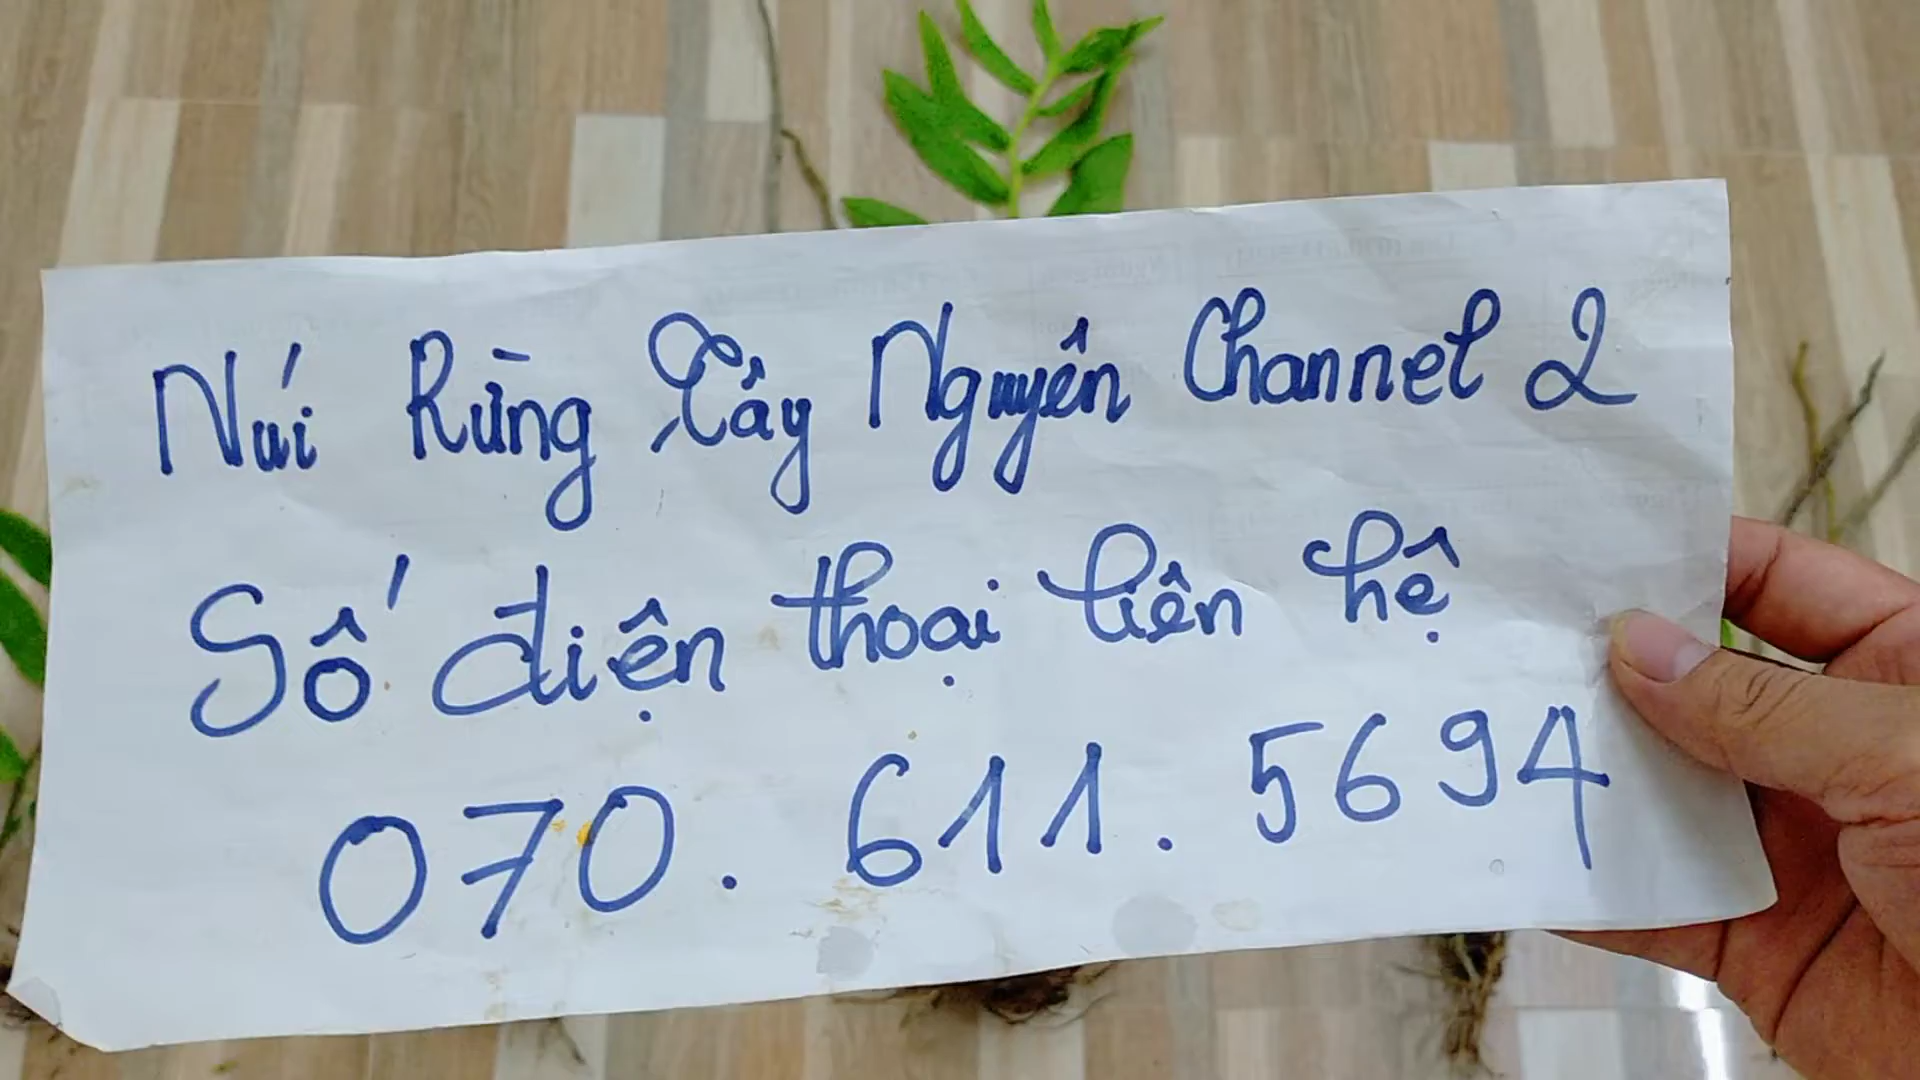 Núi Rừng Tây Nguyên Channel 2
Số điện thoại liên hệ
070. 611. 5694